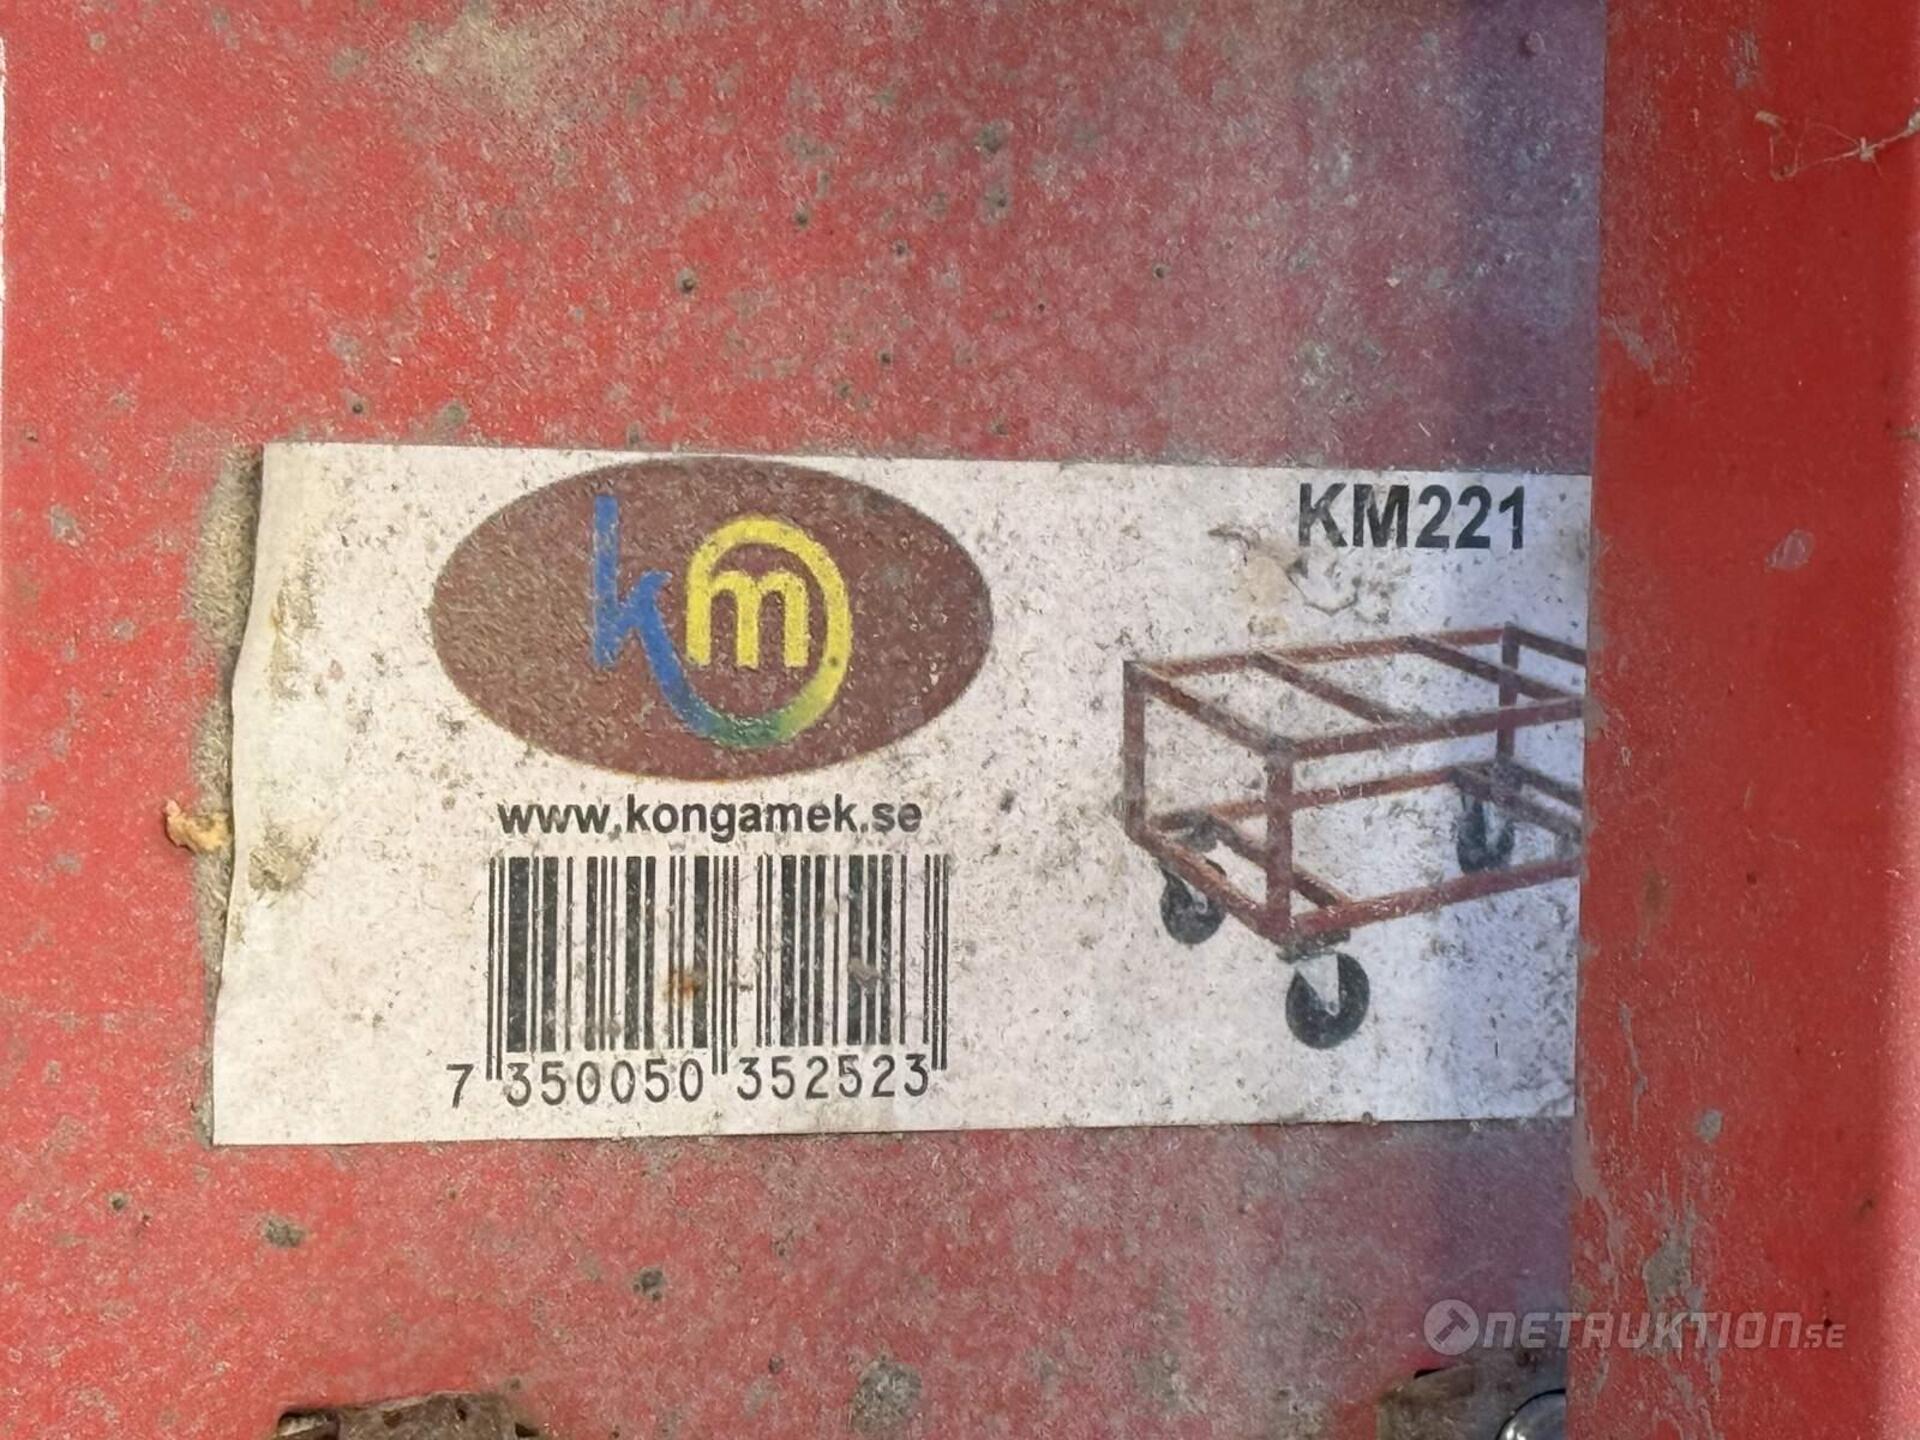 km
KM221
www.kongamek.se
7 350050 352523
NETAUKTION.SE